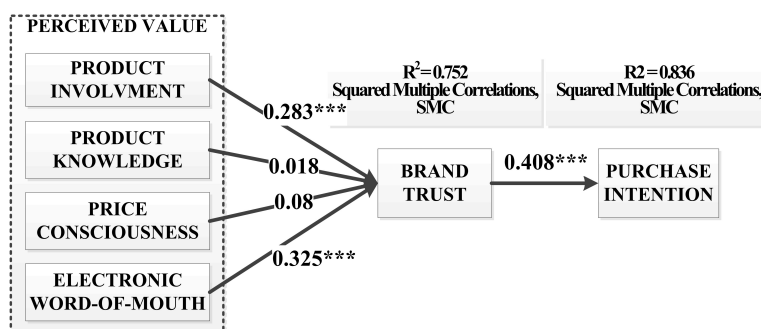 PERCEIVED VALUE
PRODUCT
INVOLVMENT
PRODUCT
KNOWLEDGE
PRICE
CONSCIOUSNESS
ELECTRONIC
WORD-OF-MOUTH
0.283***
0.018
0.08
0.325***
R²=0.752
Squared Multiple Correlations,
SMC
BRAND
TRUST
0.408***
R2=0.836
Squared Multiple Correlations,
SMC
PURCHASE
INTENTION